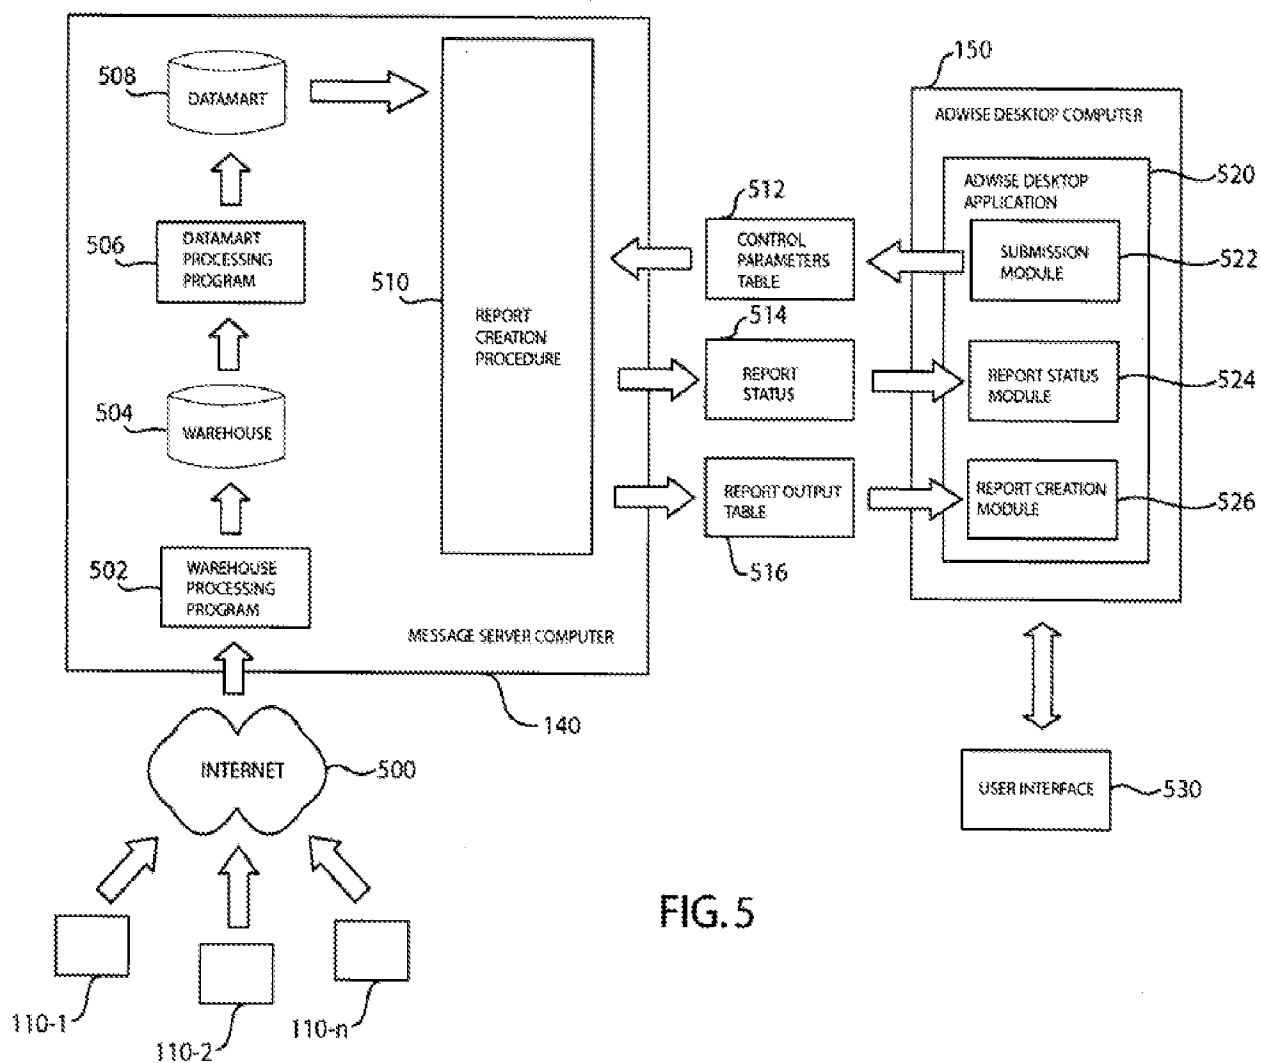 508
DATAMART
506
DATAMART
PROCESSING
PROGRAM
504
WAREHOUSE
502
WAREHOUSE
PROCESSING
PROGRAM
510
REPORT
CREATION
PROCEDURE
MESSAGE SERVER COMPUTER
140
INTERNET
500
110-1
110-2
110-n
512
CONTROL
PARAMETERS
TABLE
514
REPORT
STATUS
REPORT OUTPUT
TABLE
516
150
ADWISE DESKTOP COMPUTER
ADWISE DESKTOP
APPLICATION
520
SUBMISSION
MODULE
522
REPORT STATUS
MODULE
524
REPORT CREATION
MODULE
526
USER INTERFACE
530
FIG. 5